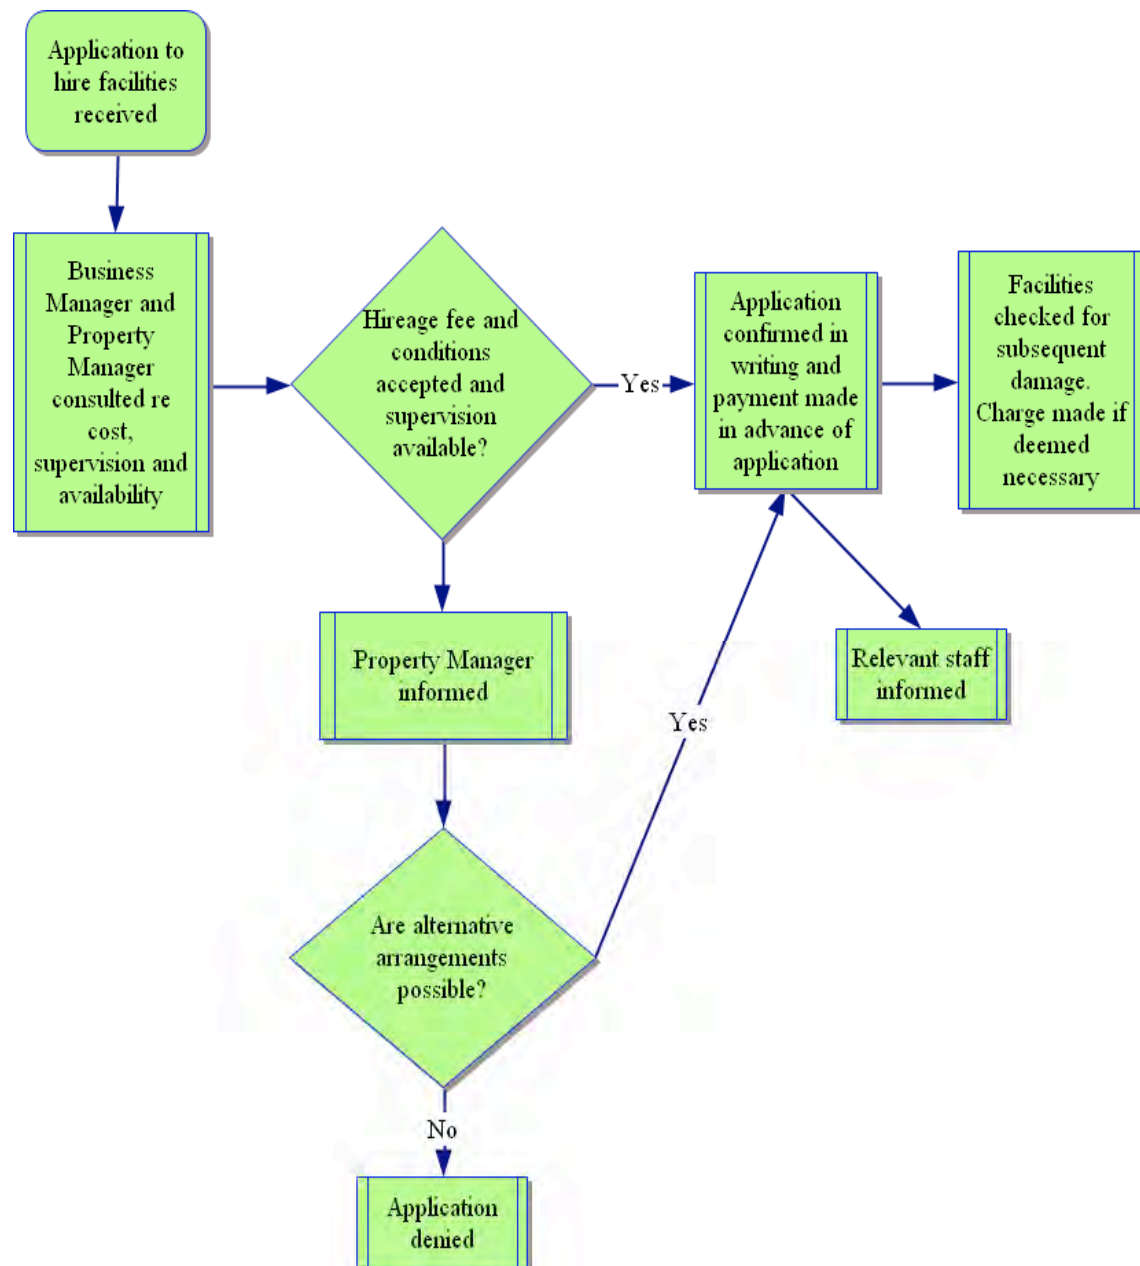 Application to
hire facilities
received
Business
Manager and
Property
Manager
consulted re
cost,
supervision and
availability
Hireage fee and
conditions
accepted and
supervision
available?
Yes
Application
confirmed in
writing and
payment made
in advance of
application
Facilities
checked for
subsequent
damage.
Charge made if
deemed
necessary
Property Manager
informed
Relevant staff
informed
Yes
Are alternative
arrangements
possible?
No
Application
denied